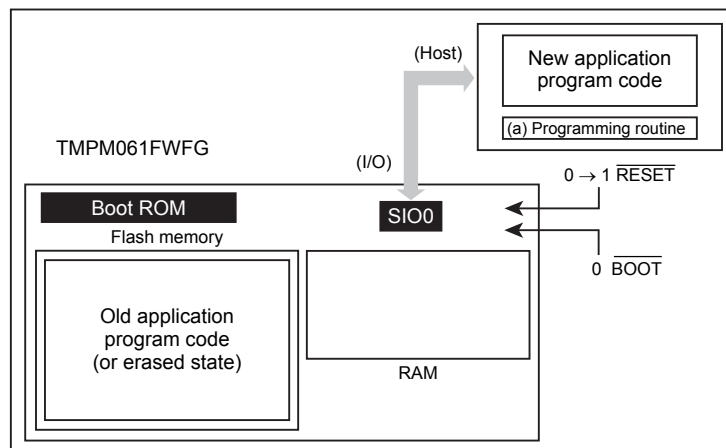 (Host)
New application
program code
(a) Programming routine
TMPM061FWFG
(I/O)
0 → 1 RESET
Boot ROM
SIO0
Flash memory
0 BOOT
Old application
program code
(or erased state)
RAM